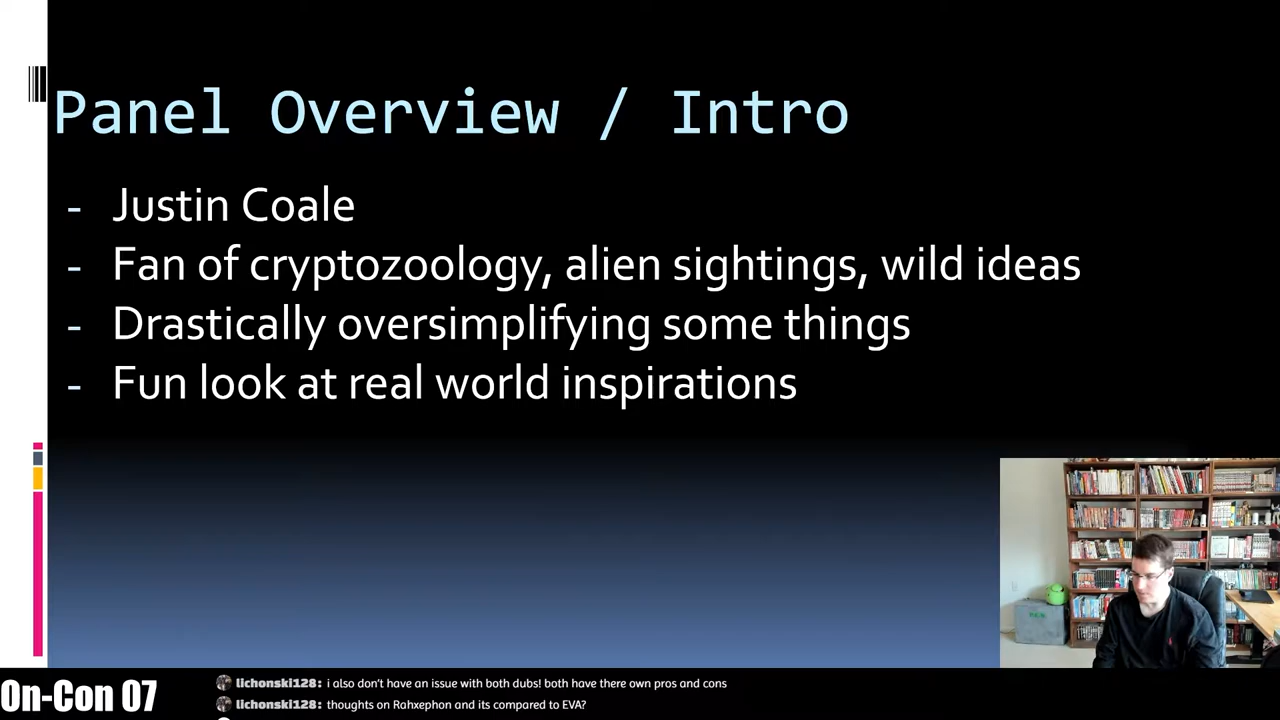 Panel Overview / Intro
- Justin Coale
- Fan of cryptozoology, alien sightings, wild ideas
- Drastically oversimplifying some things
- Fun look at real world inspirations
On-Con 07
lichonski128: i also don't have an issue with both dubs! both have there own pros and cons
lichonski128: thoughts on Rahxephon and its compared to EVA?